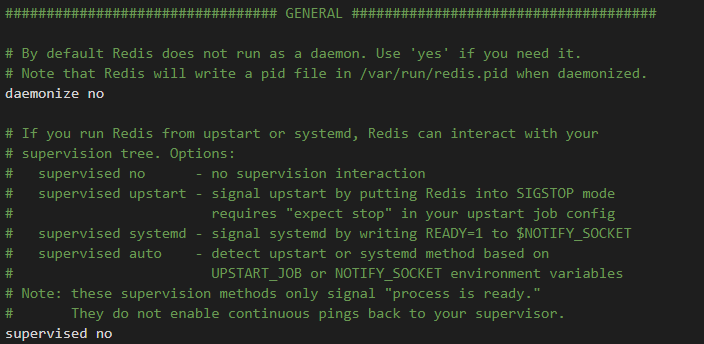 ################################# GENERAL #####################################
# By default Redis does not run as a daemon. Use 'yes' if you need it.
# Note that Redis will write a pid file in /var/run/redis.pid when daemonized.
daemonize no
# If you run Redis from upstart or systemd, Redis can interact with your
# supervision tree. Options:
#   supervised no      - no supervision interaction
#   supervised upstart - signal upstart by putting Redis into SIGSTOP mode
#                        requires "expect stop" in your upstart job config
#   supervised systemd - signal systemd by writing READY=1 to $NOTIFY_SOCKET
#   supervised auto    - detect upstart or systemd method based on
#                        UPSTART_JOB or NOTIFY_SOCKET environment variables
# Note: these supervision methods only signal "process is ready."
#       They do not enable continuous pings back to your supervisor.
supervised no